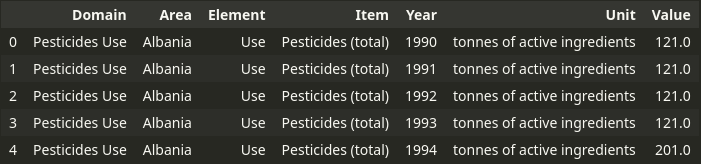 Domain Area Element Item Year Unit Value
0 Pesticides Use Albania Use Pesticides (total) 1990 tonnes of active ingredients 121.0
1 Pesticides Use Albania Use Pesticides (total) 1991 tonnes of active ingredients 121.0
2 Pesticides Use Albania Use Pesticides (total) 1992 tonnes of active ingredients 121.0
3 Pesticides Use Albania Use Pesticides (total) 1993 tonnes of active ingredients 121.0
4 Pesticides Use Albania Use Pesticides (total) 1994 tonnes of active ingredients 201.0